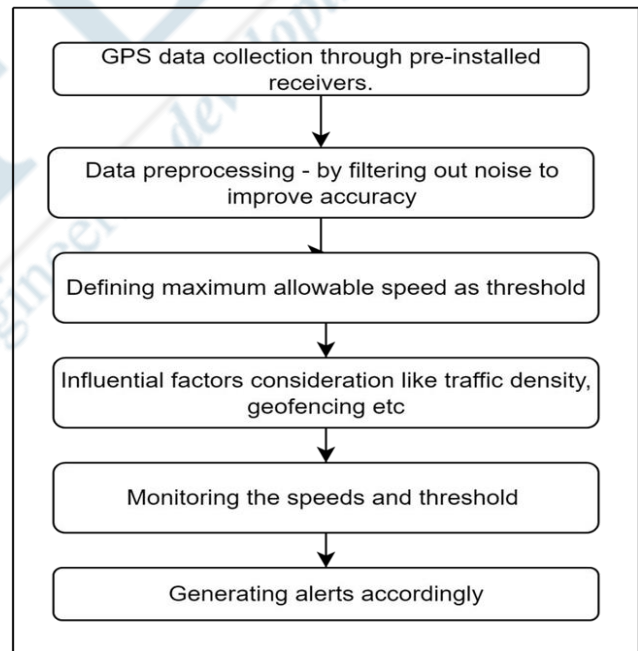 GPS data collection through pre-installed
receivers.
Data preprocessing - by filtering out noise to
improve accuracy
Defining maximum allowable speed as threshold
Influential factors consideration like traffic density,
geofencing etc
Monitoring the speeds and threshold
Generating alerts accordingly